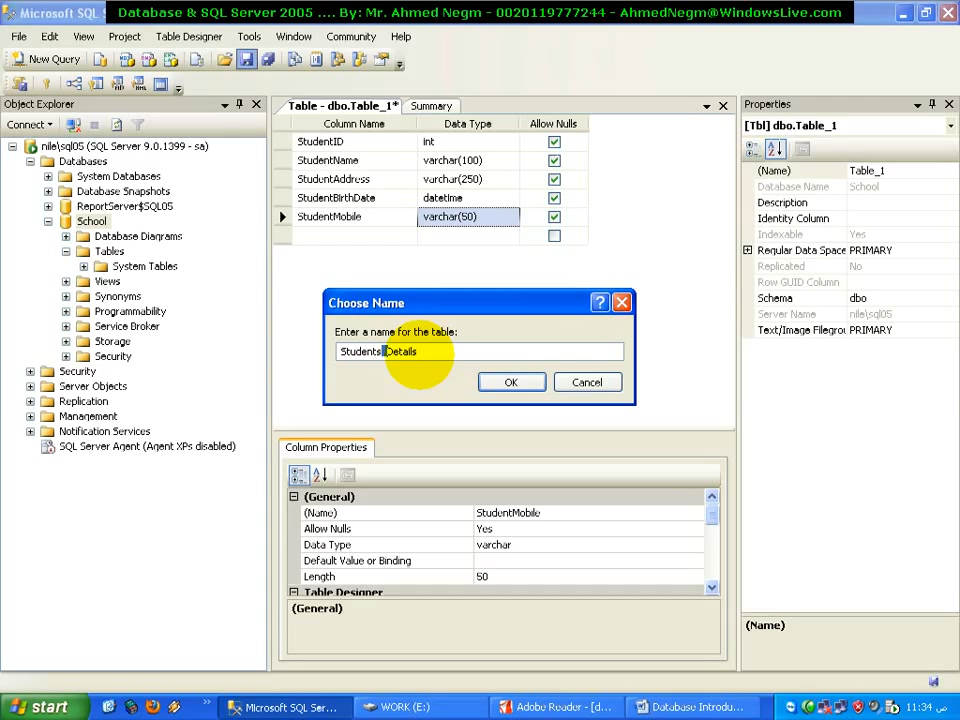 Microsoft SQL
Database & SQL Server 2005 .... By: Mr. Ahmed Negm - 0020119777244 - AhmedNegm@WindowsLive.com
File Edit View Project Table Designer Tools Window Community Help
New Query
Object Explorer
Connect
nile\sql05 (SQL Server 9.0.1399 - sa)
Databases
System Databases
Database Snapshots
ReportServer$SQL05
School
Database Diagrams
Tables
System Tables
Views
Synonyms
Programmability
Service Broker
Storage
Security
Security
Server Objects
Replication
Management
Notification Services
SQL Server Agent (Agent XPs disabled)
Table - dbo.Table_1* Summary
Column Name Data Type Allow Nulls
StudentID int
StudentName varchar(100)
StudentAddress varchar(250)
StudentBirthDate datetime
StudentMobile varchar(50)
Choose Name
Enter a name for the table:
Students Details
OK Cancel
Column Properties
(General)
(Name) StudentMobile
Allow Nulls Yes
Data Type varchar
Default Value or Binding
Length 50
Table Designer
(General)
Properties
[Tbl] dbo.Table_1
(Name) Table_1
Database Name School
Description
Identity Column
Indexable Yes
Regular Data Space PRIMARY
Replicated No
Row GUID Column
Schema dbo
Server Name nile\sql05
Text/Image Filegrou PRIMARY
(Name)
start
Microsoft SQL Ser...
WORK (E:)
Adobe Reader - [d...
Database Introdu...
11:34 ص